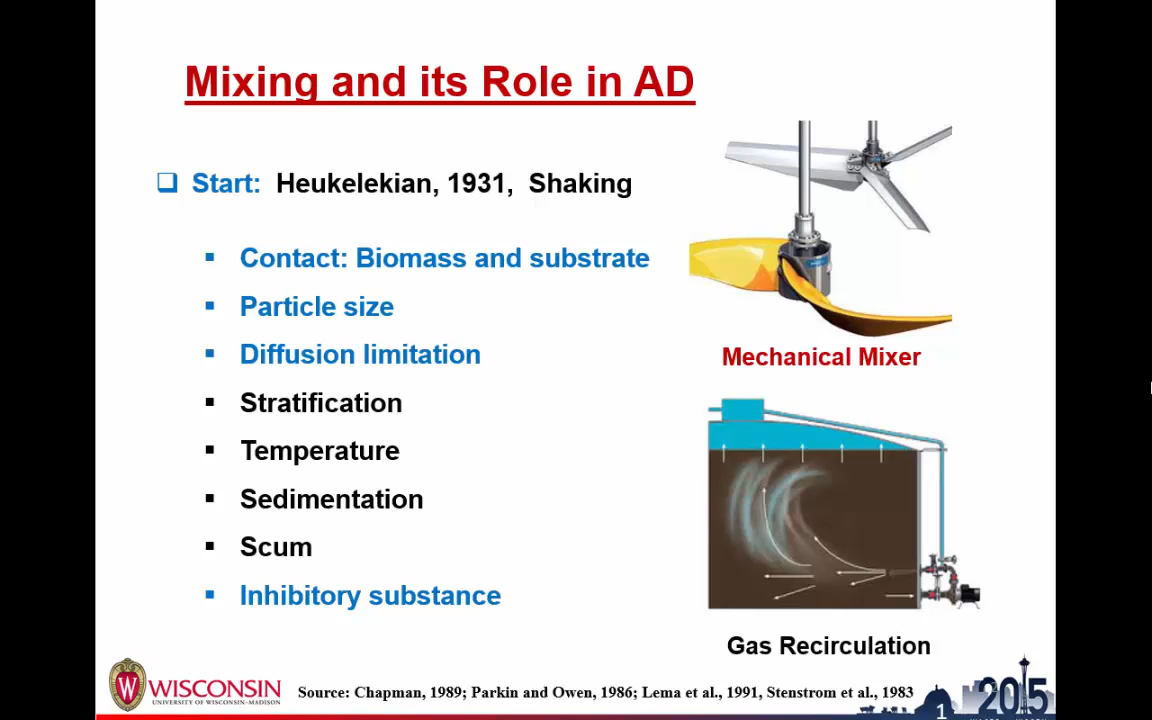 Mixing and its Role in AD
Start: Heukelekian, 1931, Shaking
Contact: Biomass and substrate
Particle size
Diffusion limitation
Stratification
Temperature
Sedimentation
Scum
Inhibitory substance
Mechanical Mixer
Gas Recirculation
WISCONSIN
UNIVERSITY OF WISCONSIN-MADISON
Source: Chapman, 1989; Parkin and Owen, 1986; Lema et al., 1991, Stenstrom et al., 1983
1
2015